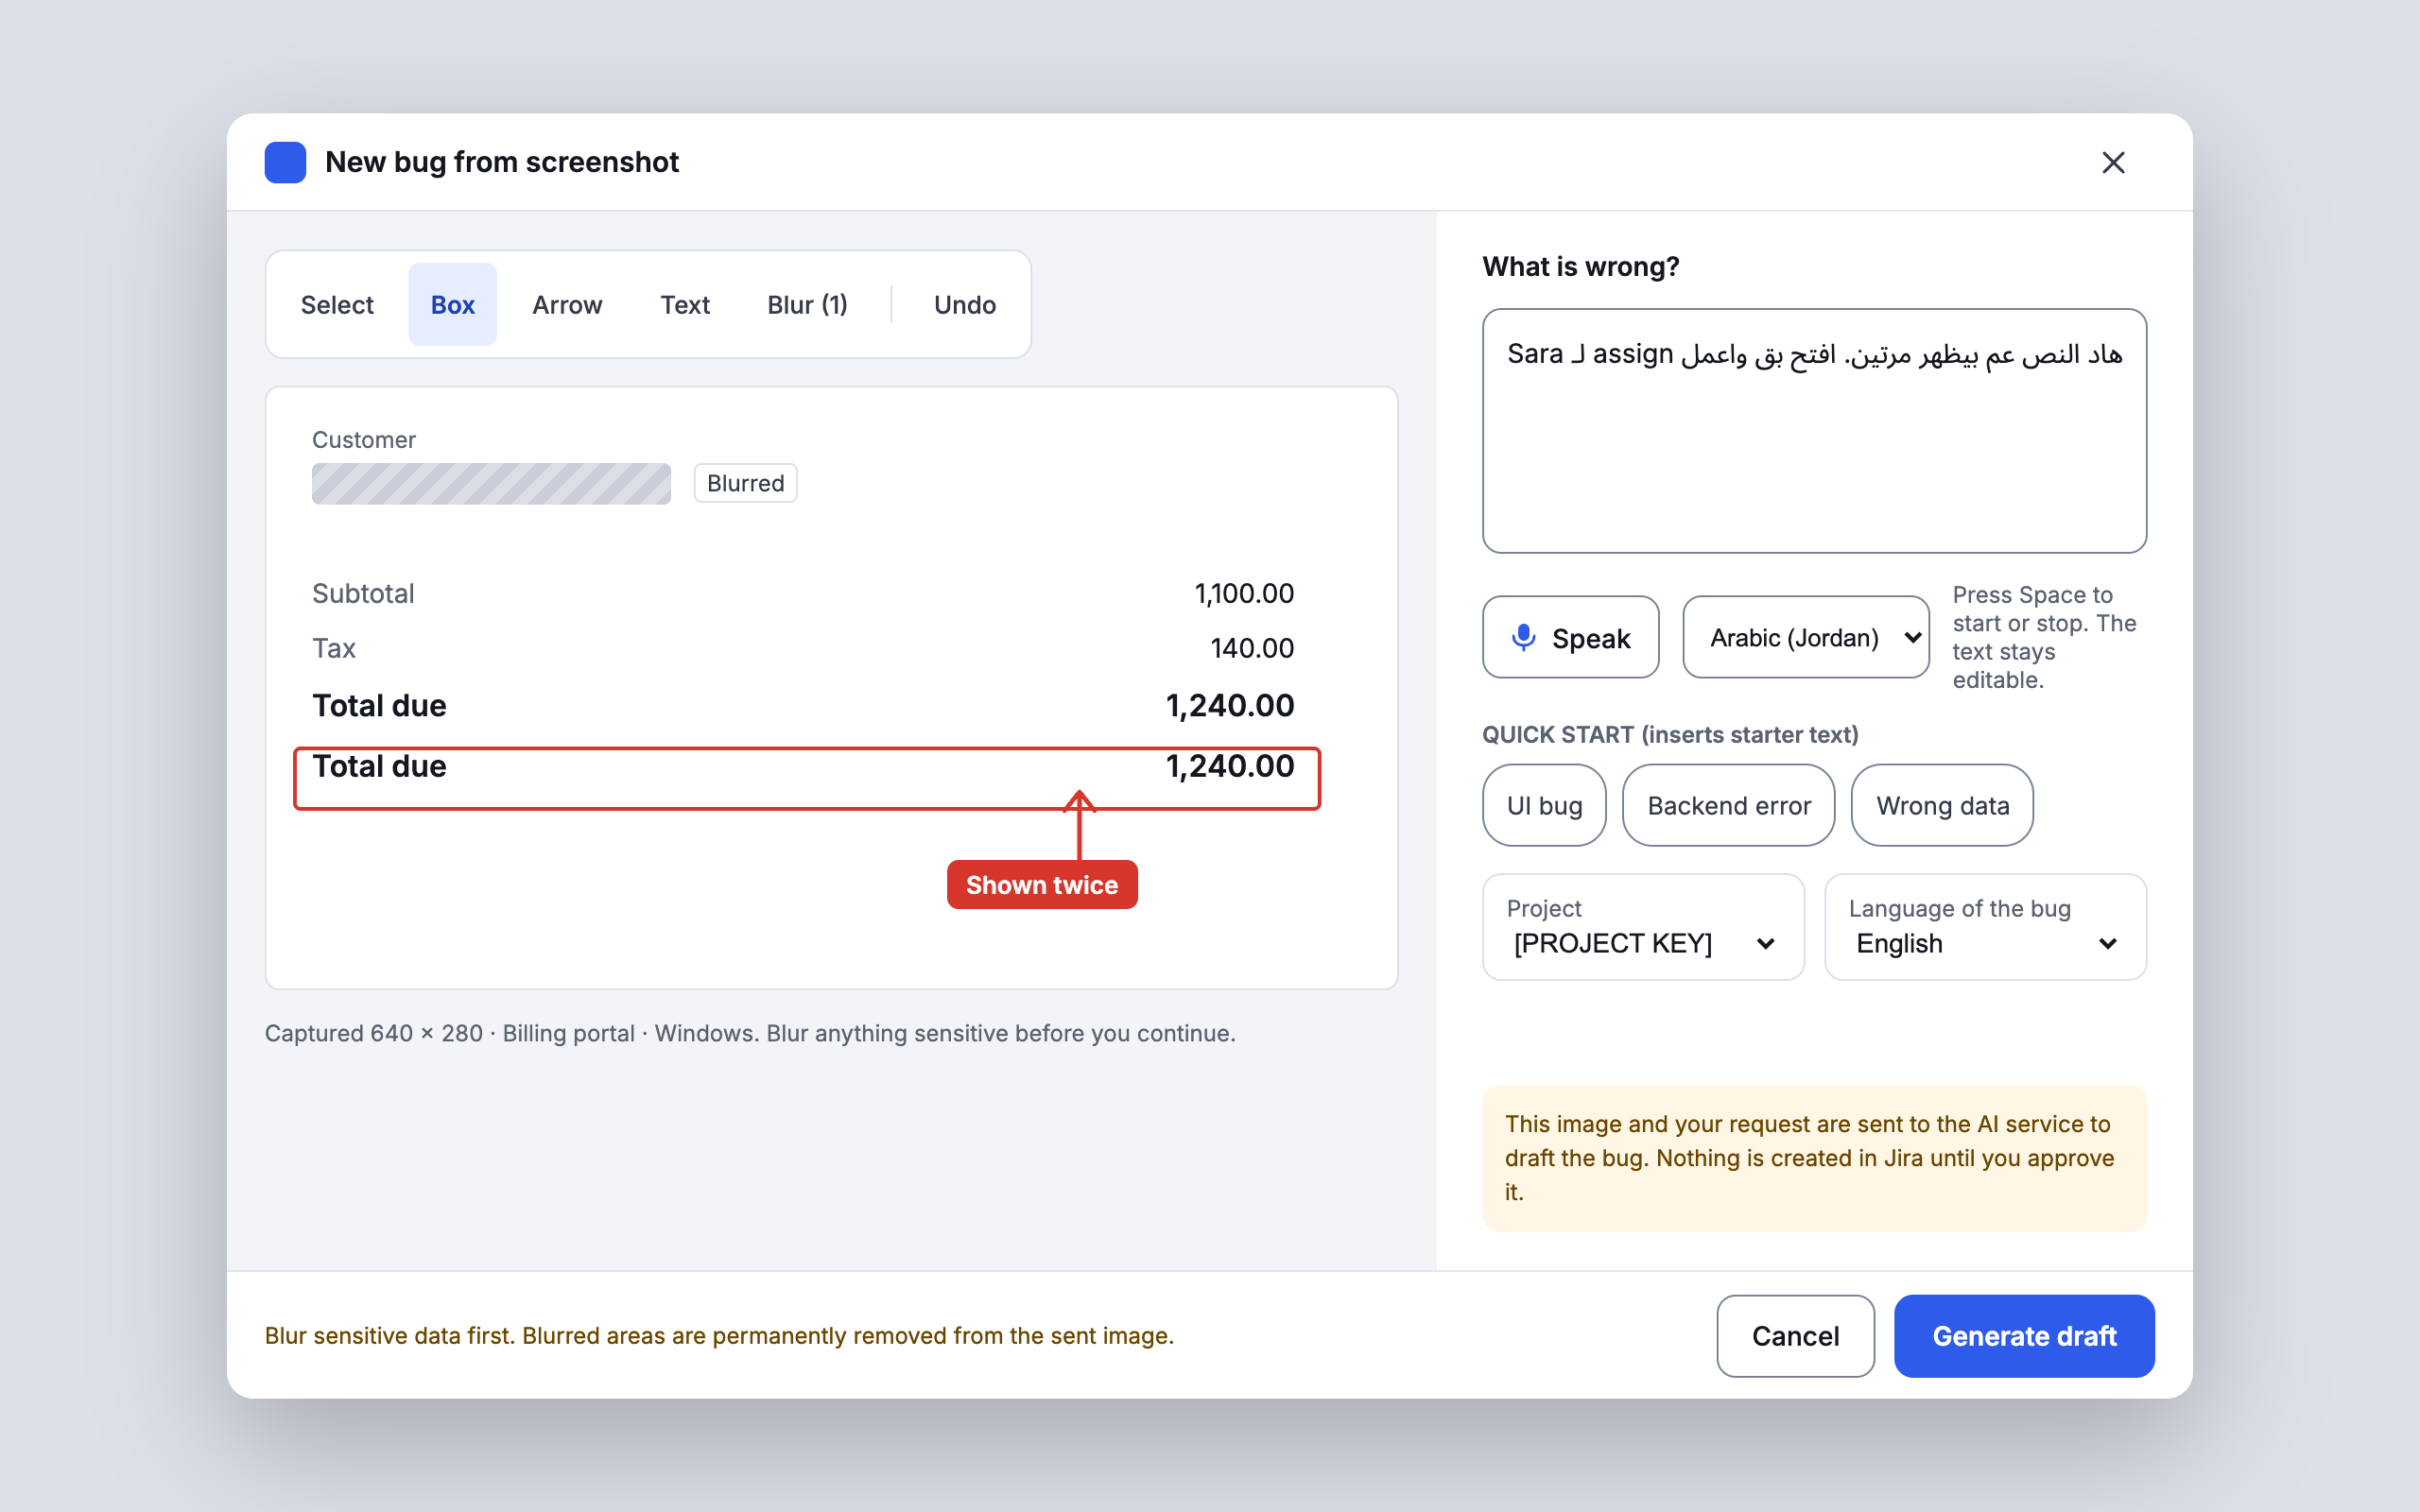 New bug from screenshot
Select Box Arrow Text Blur (1) Undo
Customer
Blurred
Subtotal 1,100.00
Tax 140.00
Total due 1,240.00
Total due 1,240.00
Shown twice
Captured 640 × 280 · Billing portal · Windows. Blur anything sensitive before you continue.
What is wrong?
هاد النص عم بيظهر مرتين. افتح بق واعمل assign لـ Sara
Speak
Arabic (Jordan)
Press Space to
start or stop. The
text stays
editable.
QUICK START (inserts starter text)
UI bug Backend error Wrong data
Project
[PROJECT KEY]
Language of the bug
English
This image and your request are sent to the AI service to
draft the bug. Nothing is created in Jira until you approve
it.
Blur sensitive data first. Blurred areas are permanently removed from the sent image.
Cancel Generate draft